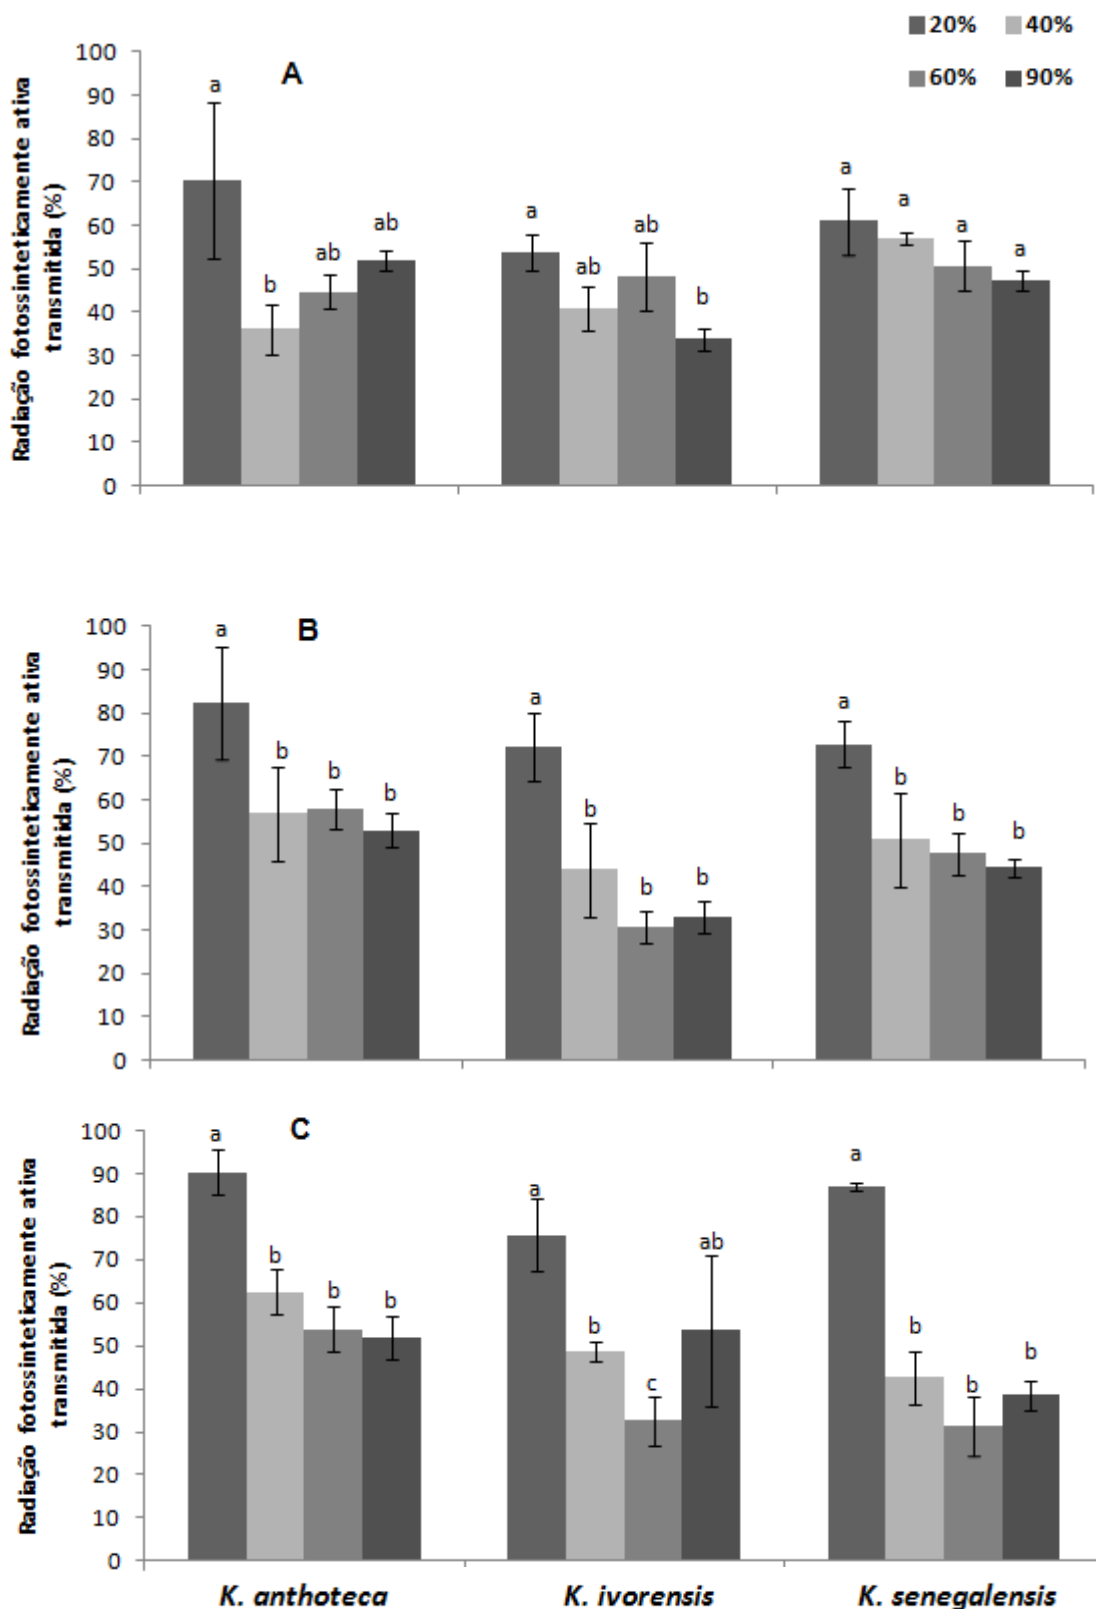 20% 40%
60% 90%
A
Radiação fotossinteticamente ativa
transmitida (%)
100
90
80
70
60
50
40
30
20
10
0
a b ab ab
a ab ab b
a a a a
B
Radiação fotossinteticamente ativa
transmitida (%)
100
90
80
70
60
50
40
30
20
10
0
a b b b
a b b b
a b b b
C
Radiação fotossinteticamente ativa
transmitida (%)
100
90
80
70
60
50
40
30
20
10
0
a b b b
a b c ab
a b b b
K. anthoteca K. ivorensis K. senegalensis